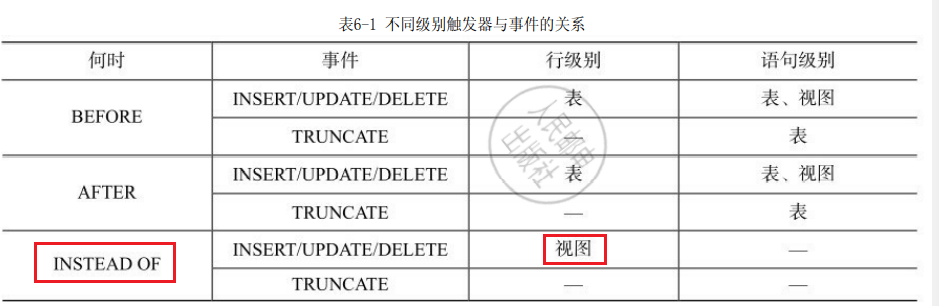 表6-1 不同级别触发器与事件的关系
何时 事件 行级别 语句级别
BEFORE INSERT/UPDATE/DELETE 表 表、视图
TRUNCATE — 表
AFTER INSERT/UPDATE/DELETE 表 表、视图
TRUNCATE — 表
INSTEAD OF INSERT/UPDATE/DELETE 视图 —
TRUNCATE — —
人民邮电出版社